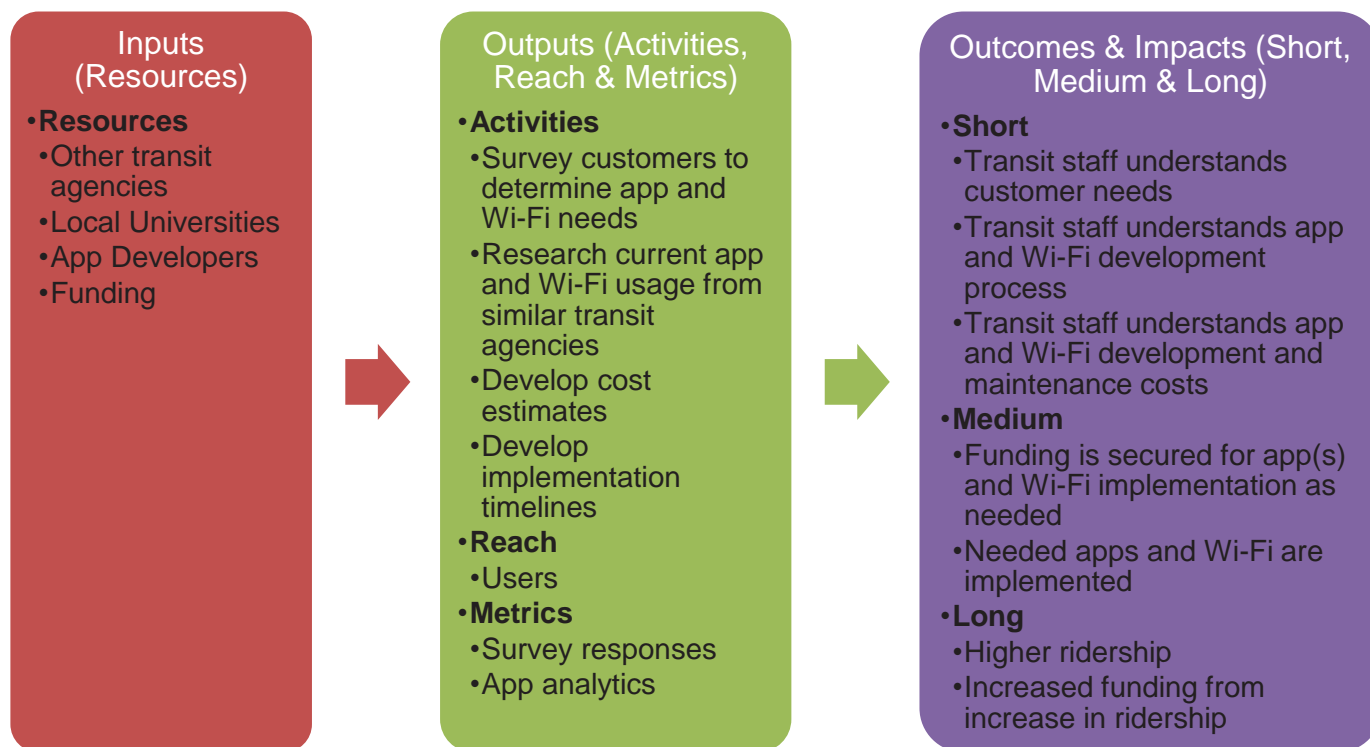 Inputs
(Resources)
•Resources
•Other transit
agencies
•Local Universities
•App Developers
•Funding
Outputs (Activities,
Reach & Metrics)
•Activities
•Survey customers to
determine app and
Wi-Fi needs
•Research current app
and Wi-Fi usage from
similar transit
agencies
•Develop cost
estimates
•Develop
implementation
timelines
•Reach
•Users
•Metrics
•Survey responses
•App analytics
Outcomes & Impacts (Short,
Medium & Long)
•Short
•Transit staff understands
customer needs
•Transit staff understands app
and Wi-Fi development
process
•Transit staff understands app
and Wi-Fi development and
maintenance costs
•Medium
•Funding is secured for app(s)
and Wi-Fi implementation as
needed
•Needed apps and Wi-Fi are
implemented
•Long
•Higher ridership
•Increased funding from
increase in ridership